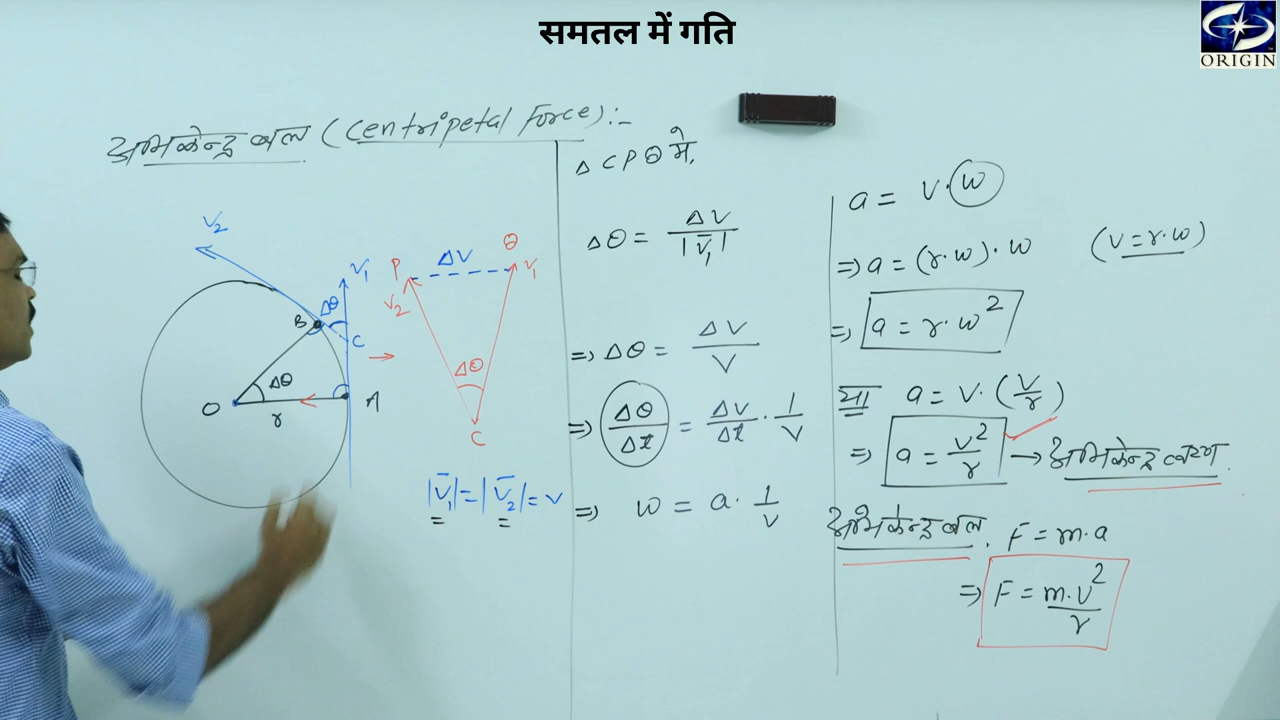 समतल में गति
ORIGIN
अभिकेन्द्र बल (Centripetal Force):-
V₂
Δθ
V₁
B
C
O
Δθ
r
A
P
ΔV
Q
V₂
V₁
Δθ
C
|V̄₁| = |V̄₂| = v
Δ CPQ में,
Δθ = ΔV / |V̄₁|
⇒ Δθ = ΔV / V
⇒ Δθ/Δt = Δv/Δt · 1/v
⇒ ω = a · 1/v
a = v·ω
⇒ a = (r·ω)·ω (v = r·ω)
⇒ a = r·ω²
या a = v·(v/r)
⇒ a = v²/r → अभिकेन्द्र त्वरण.
अभिकेन्द्र बल, F = m·a
⇒ F = m·v²/r